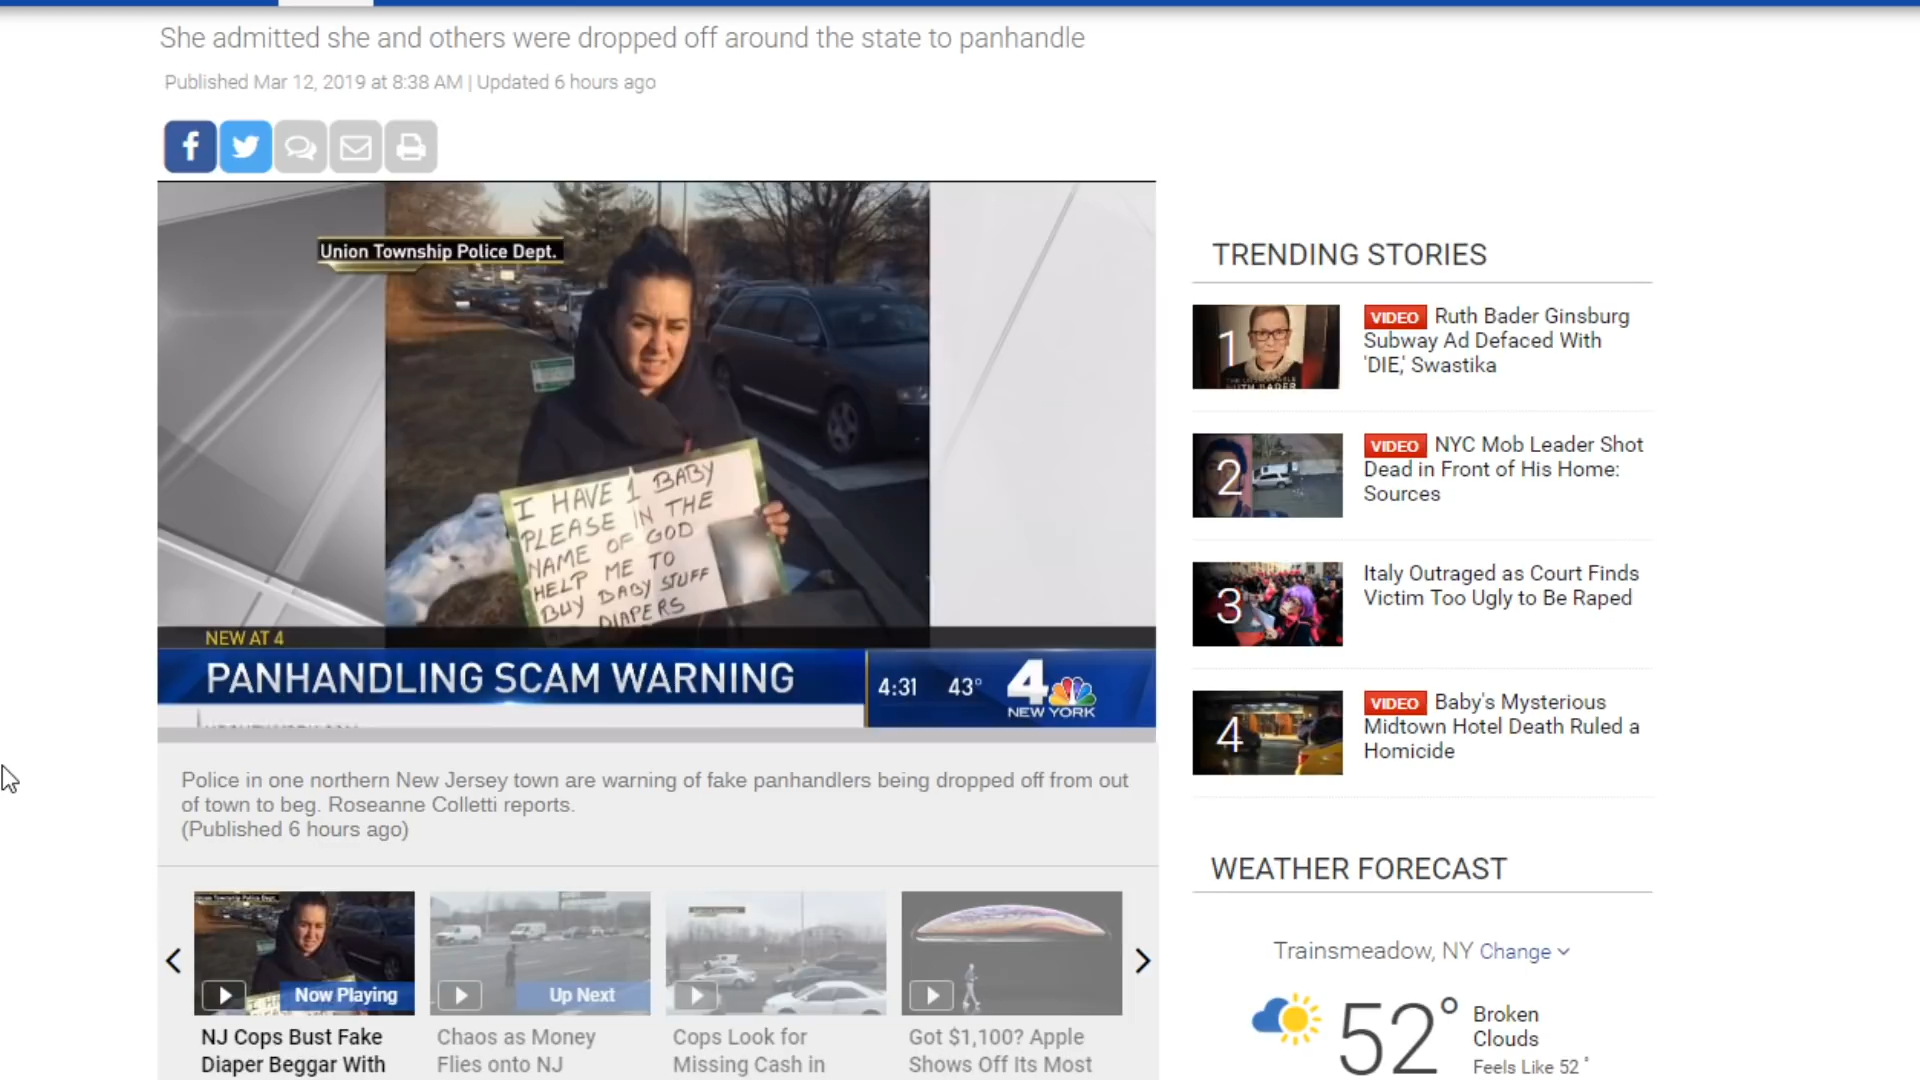 She admitted she and others were dropped off around the state to panhandle
Published Mar 12, 2019 at 8:38 AM | Updated 6 hours ago
Union Township Police Dept.
I HAVE 1 BABY
PLEASE IN THE
NAME OF GOD
HELP ME TO
BUY BABY STUFF
DIAPERS
NEW AT 4
PANHANDLING SCAM WARNING
4:31 43°
4
NEW YORK
Police in one northern New Jersey town are warning of fake panhandlers being dropped off from out
of town to beg. Roseanne Colletti reports.
(Published 6 hours ago)
Now Playing
NJ Cops Bust Fake
Diaper Beggar With
Up Next
Chaos as Money
Flies onto NJ
Cops Look for
Missing Cash in
Got $1,100? Apple
Shows Off Its Most
TRENDING STORIES
1
VIDEO Ruth Bader Ginsburg
Subway Ad Defaced With
'DIE,' Swastika
2
VIDEO NYC Mob Leader Shot
Dead in Front of His Home:
Sources
3
Italy Outraged as Court Finds
Victim Too Ugly to Be Raped
4
VIDEO Baby's Mysterious
Midtown Hotel Death Ruled a
Homicide
WEATHER FORECAST
Trainsmeadow, NY Change
52°
Broken
Clouds
Feels Like 52°